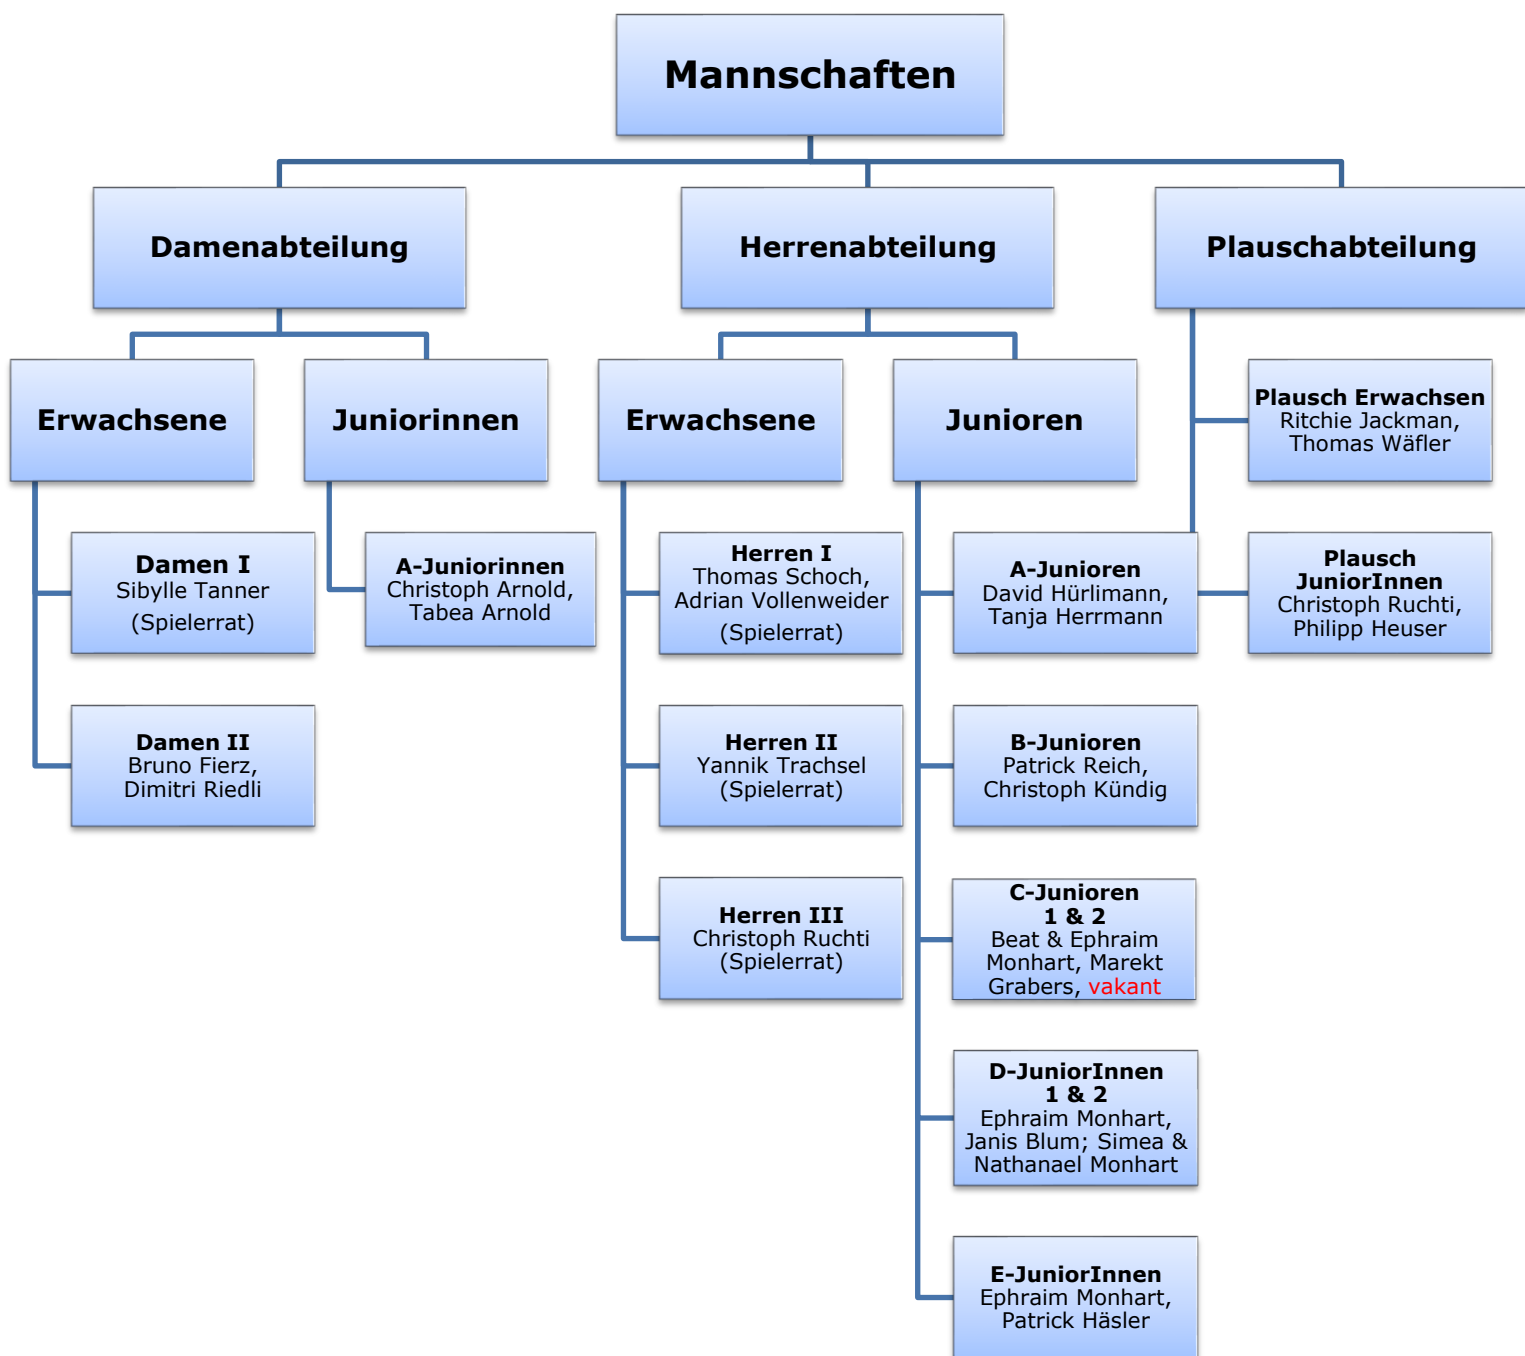 Mannschaften
Damenabteilung
Herrenabteilung
Plauschabteilung
Erwachsene
Juniorinnen
Erwachsene
Junioren
Plausch Erwachsen
Ritchie Jackman,
Thomas Wäfler
Damen I
Sibylle Tanner
(Spielerrat)
A-Juniorinnen
Christoph Arnold,
Tabea Arnold
Herren I
Thomas Schoch,
Adrian Vollenweider
(Spielerrat)
A-Junioren
David Hürlimann,
Tanja Herrmann
Plausch
JuniorInnen
Christoph Ruchti,
Philipp Heuser
Damen II
Bruno Fierz,
Dimitri Riedli
Herren II
Yannik Trachsel
(Spielerrat)
B-Junioren
Patrick Reich,
Christoph Kündig
Herren III
Christoph Ruchti
(Spielerrat)
C-Junioren
1 & 2
Beat & Ephraim
Monhart, Marekt
Grabers, vakant
D-JuniorInnen
1 & 2
Ephraim Monhart,
Janis Blum; Simea &
Nathanael Monhart
E-JuniorInnen
Ephraim Monhart,
Patrick Häsler